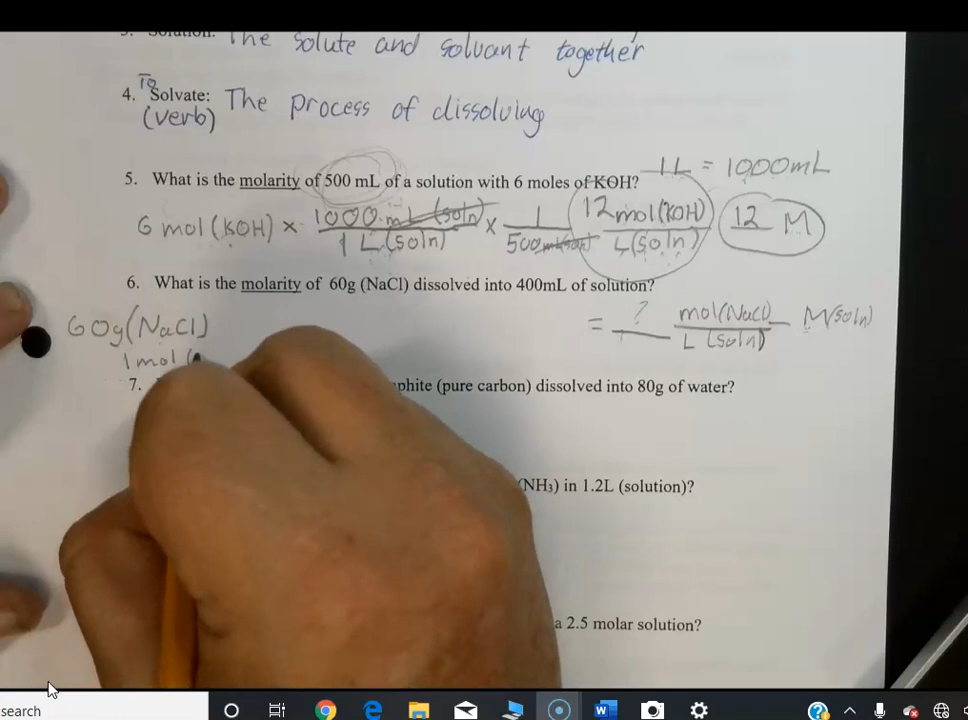 Solution: The solute and solvant together
To
4. Solvate: The process of dissolving
(verb)
1L = 1000mL
5. What is the molarity of 500 mL of a solution with 6 moles of KOH?
6 mol (KOH) × 1000 mL (soln) / 1 L (soln) × 1 / 500 mL (soln) 12 mol (KOH) / L (soln) 12 M
6. What is the molarity of 60g (NaCl) dissolved into 400mL of solution?
60g (NaCl) = ? mol (NaCl) / L (soln) M (soln)
1 mol (
7. phite (pure carbon) dissolved into 80g of water?
(NH₃) in 1.2L (solution)?
a 2.5 molar solution?
search